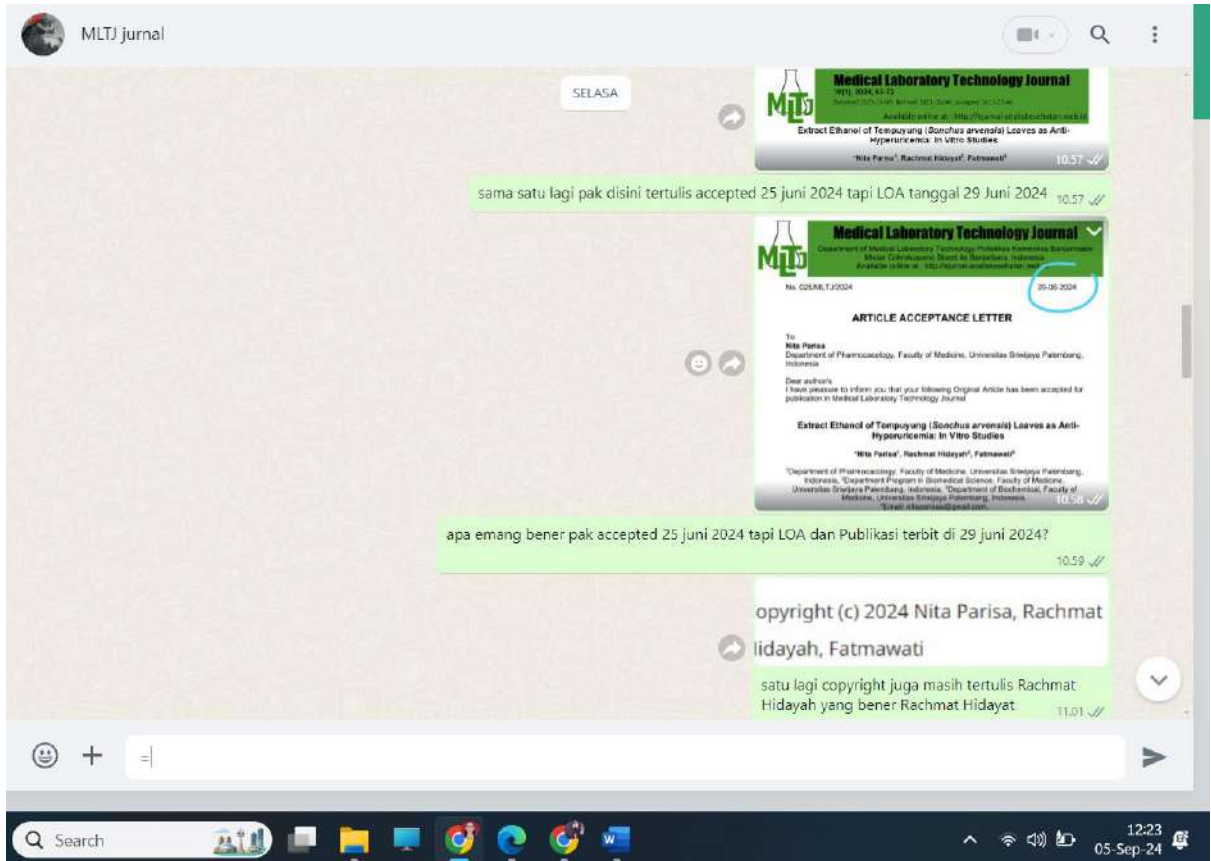 MLTJ jurnal
SELASA
Medical Laboratory Technology Journal
MLTJ
Extract Ethanol of Tempuyung (Sonchus arvensis) Leaves as Anti-
Hyperuricemia: In Vitro Studies
10.57
sama satu lagi pak disini tertulis accepted 25 juni 2024 tapi LOA tanggal 29 Juni 2024 10.57
Medical Laboratory Technology Journal
MLTJ
-06-2024
ARTICLE ACCEPTANCE LETTER
To
Nita Parisa
Department of Pharmacology, Faculty of Medicine, Universitas Sriwijaya Palembang,
Indonesia
Dear author/s
I have pleasure to inform you that your following Original Article has been accepted for
publication in Medical Laboratory Technology Journal
Extract Ethanol of Tempuyung (Sonchus arvensis) Leaves as Anti-
Hyperuricemia: In Vitro Studies
10.58
apa emang bener pak accepted 25 juni 2024 tapi LOA dan Publikasi terbit di 29 juni 2024?
10.59
opyright (c) 2024 Nita Parisa, Rachmat
lidayah, Fatmawati
satu lagi copyright juga masih tertulis Rachmat
Hidayah yang bener Rachmat Hidayat 11.01
=
Search
12:23
05-Sep-24